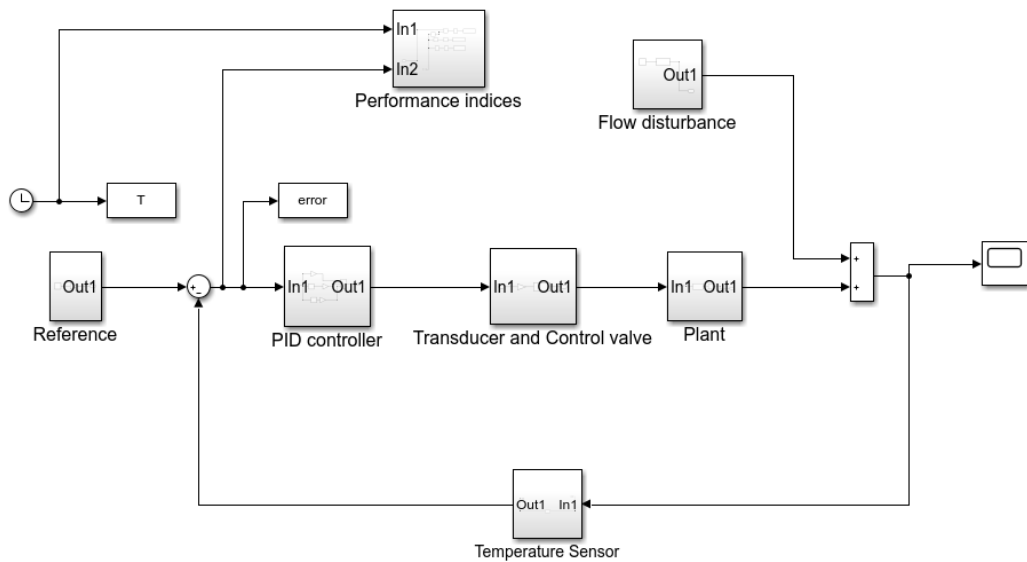 In1
In2
Performance indices
Out1
Flow disturbance
T
error
Out1
Reference
+
−
In1 Out1
PID controller
In1 Out1
Transducer and Control valve
In1 Out1
Plant
+
+
Out1 In1
Temperature Sensor